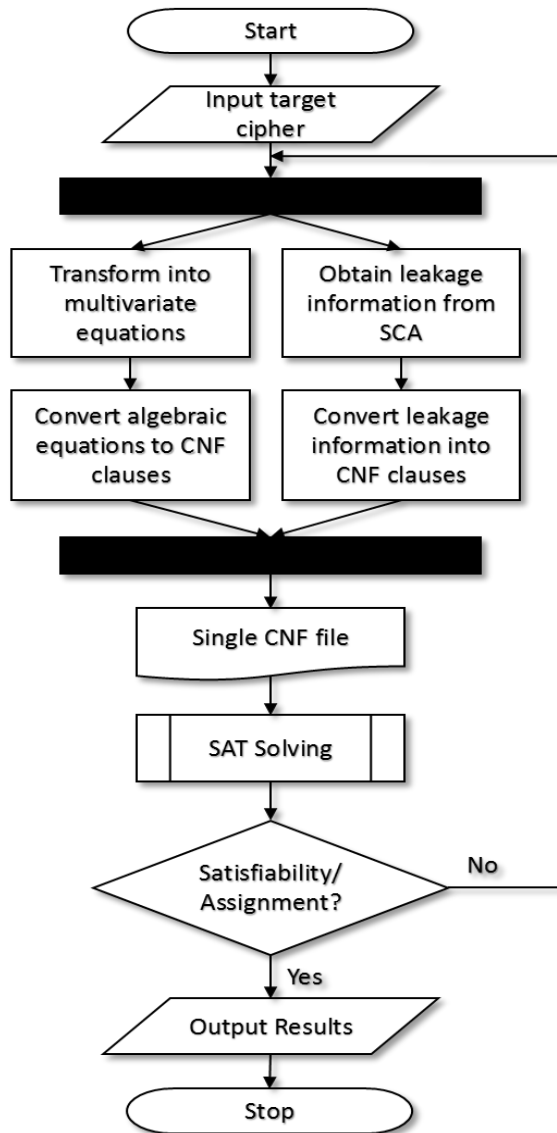 Start
Input target
cipher
Transform into
multivariate
equations
Obtain leakage
information from
SCA
Convert algebraic
equations to CNF
clauses
Convert leakage
information into
CNF clauses
Single CNF file
SAT Solving
Satisfiability/
Assignment?
No
Yes
Output Results
Stop